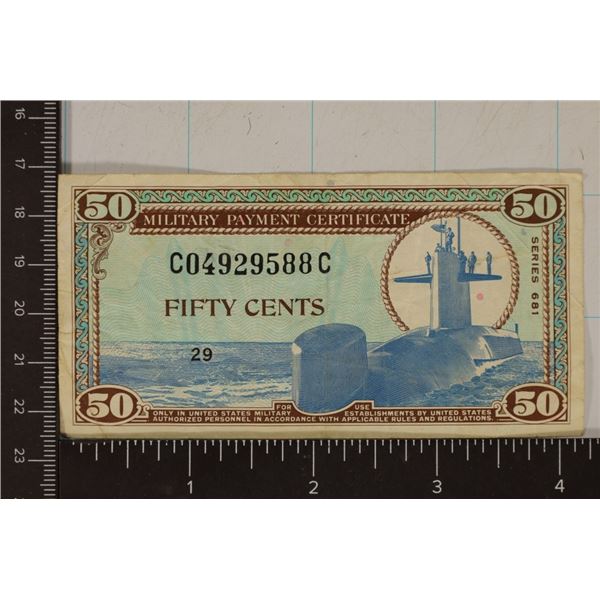 50 50
MILITARY PAYMENT CERTIFICATE
C04929588C
SERIES 681
FIFTY CENTS
29
50 50
FOR USE
ONLY IN UNITED STATES MILITARY ESTABLISHMENTS BY UNITED STATES
AUTHORIZED PERSONNEL IN ACCORDANCE WITH APPLICABLE RULES AND REGULATIONS.
16
17
18
19
20
21
22
23
1 2 3 4